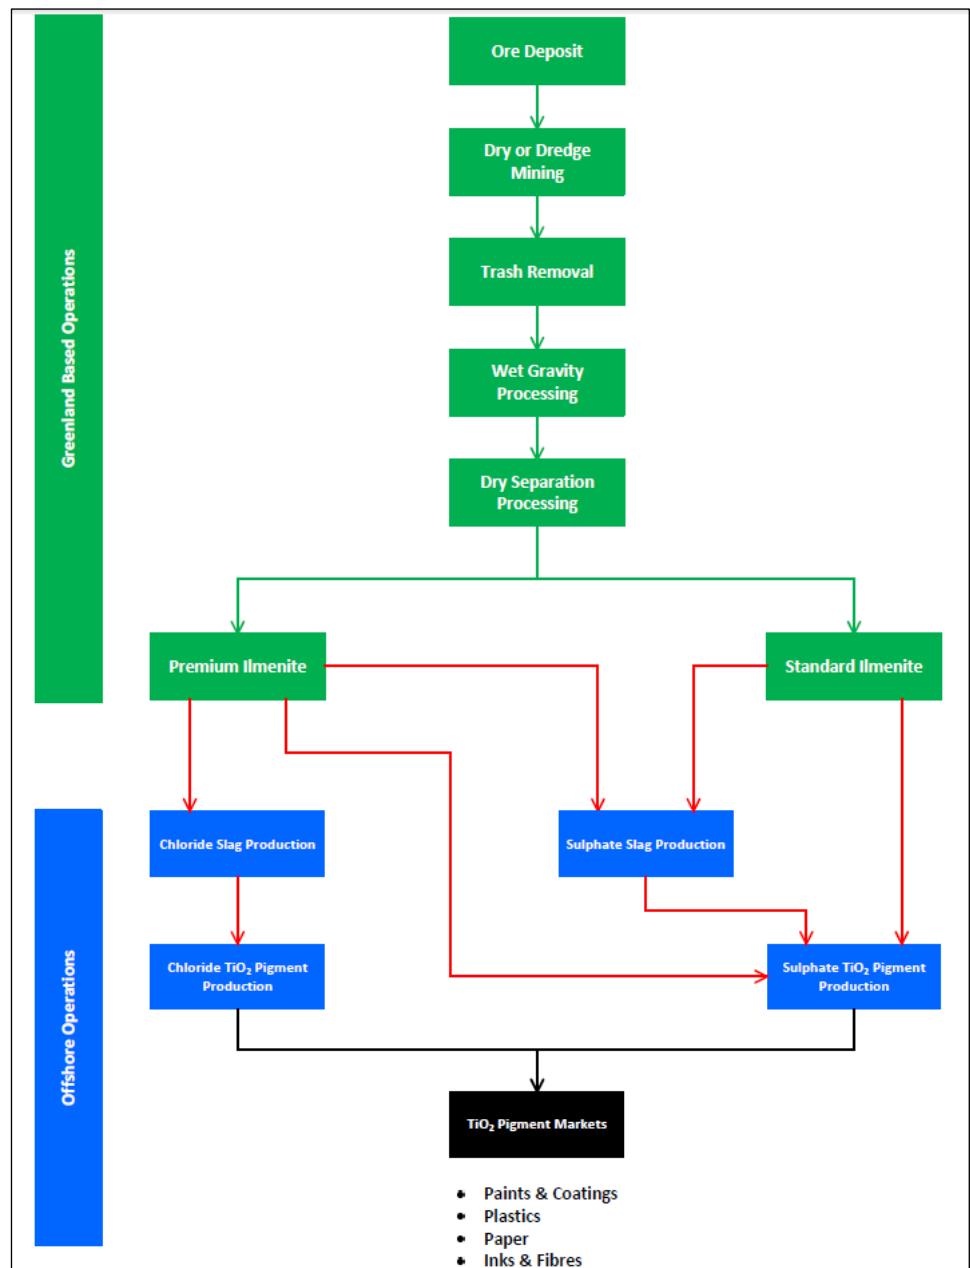 Greenland Based Operations
Ore Deposit
Dry or Dredge
Mining
Trash Removal
Wet Gravity
Processing
Dry Separation
Processing
Premium Ilmenite
Standard Ilmenite
Offshore Operations
Chloride Slag Production
Sulphate Slag Production
Chloride TiO₂ Pigment
Production
Sulphate TiO₂ Pigment
Production
TiO₂ Pigment Markets
• Paints & Coatings
• Plastics
• Paper
• Inks & Fibres